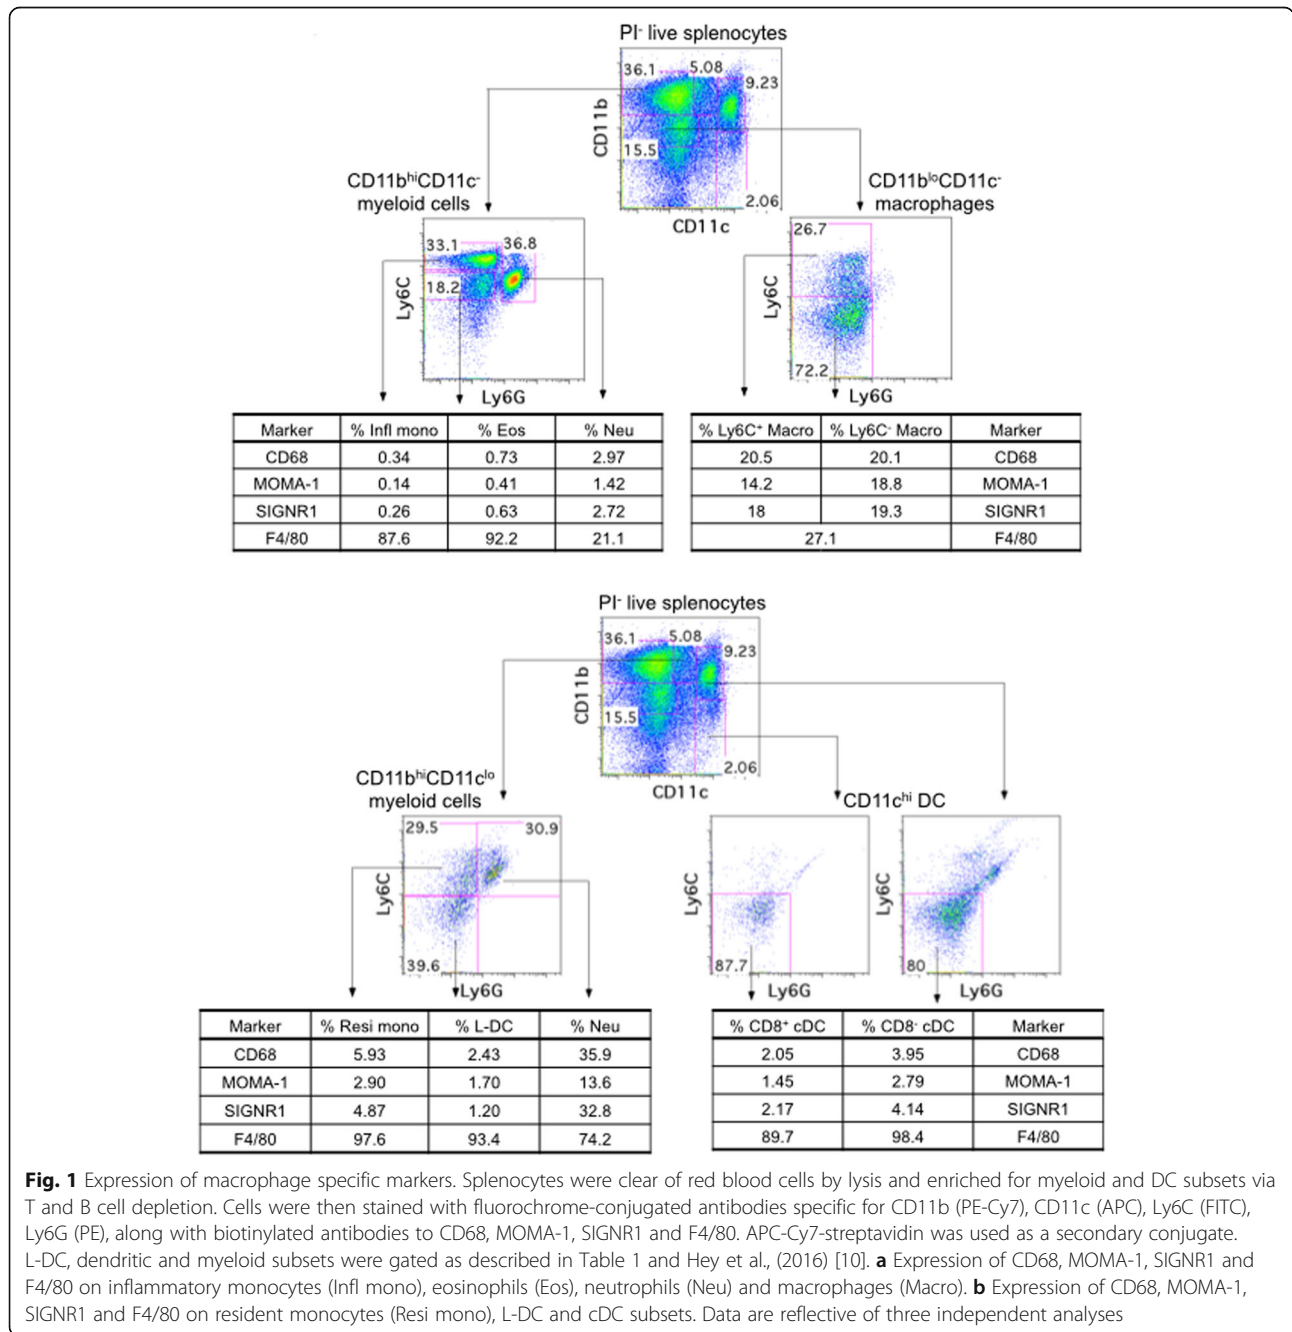 PI- live splenocytes
36.1 5.08 9.23
CD11b
15.5
2.06
CD11c
CD11bhiCD11c-
myeloid cells
CD11bloCD11c-
macrophages
33.1 36.8
Ly6C
18.2
Ly6G
26.7
Ly6C
72.2
Ly6G
Marker % Infl mono % Eos % Neu
CD68 0.34 0.73 2.97
MOMA-1 0.14 0.41 1.42
SIGNR1 0.26 0.63 2.72
F4/80 87.6 92.2 21.1
% Ly6C+ Macro % Ly6C- Macro Marker
20.5 20.1 CD68
14.2 18.8 MOMA-1
18 19.3 SIGNR1
27.1 F4/80
PI- live splenocytes
36.1 5.08 9.23
CD11b
15.5
2.06
CD11c
CD11bhiCD11clo
myeloid cells
CD11chi DC
29.5 30.9
Ly6C
39.6
Ly6G
Ly6C
87.7
Ly6G
Ly6C
80
Ly6G
Marker % Resi mono % L-DC % Neu
CD68 5.93 2.43 35.9
MOMA-1 2.90 1.70 13.6
SIGNR1 4.87 1.20 32.8
F4/80 97.6 93.4 74.2
% CD8+ cDC % CD8- cDC Marker
2.05 3.95 CD68
1.45 2.79 MOMA-1
2.17 4.14 SIGNR1
89.7 98.4 F4/80
Fig. 1 Expression of macrophage specific markers. Splenocytes were clear of red blood cells by lysis and enriched for myeloid and DC subsets via
T and B cell depletion. Cells were then stained with fluorochrome-conjugated antibodies specific for CD11b (PE-Cy7), CD11c (APC), Ly6C (FITC),
Ly6G (PE), along with biotinylated antibodies to CD68, MOMA-1, SIGNR1 and F4/80. APC-Cy7-streptavidin was used as a secondary conjugate.
L-DC, dendritic and myeloid subsets were gated as described in Table 1 and Hey et al., (2016) [10]. a Expression of CD68, MOMA-1, SIGNR1 and
F4/80 on inflammatory monocytes (Infl mono), eosinophils (Eos), neutrophils (Neu) and macrophages (Macro). b Expression of CD68, MOMA-1,
SIGNR1 and F4/80 on resident monocytes (Resi mono), L-DC and cDC subsets. Data are reflective of three independent analyses